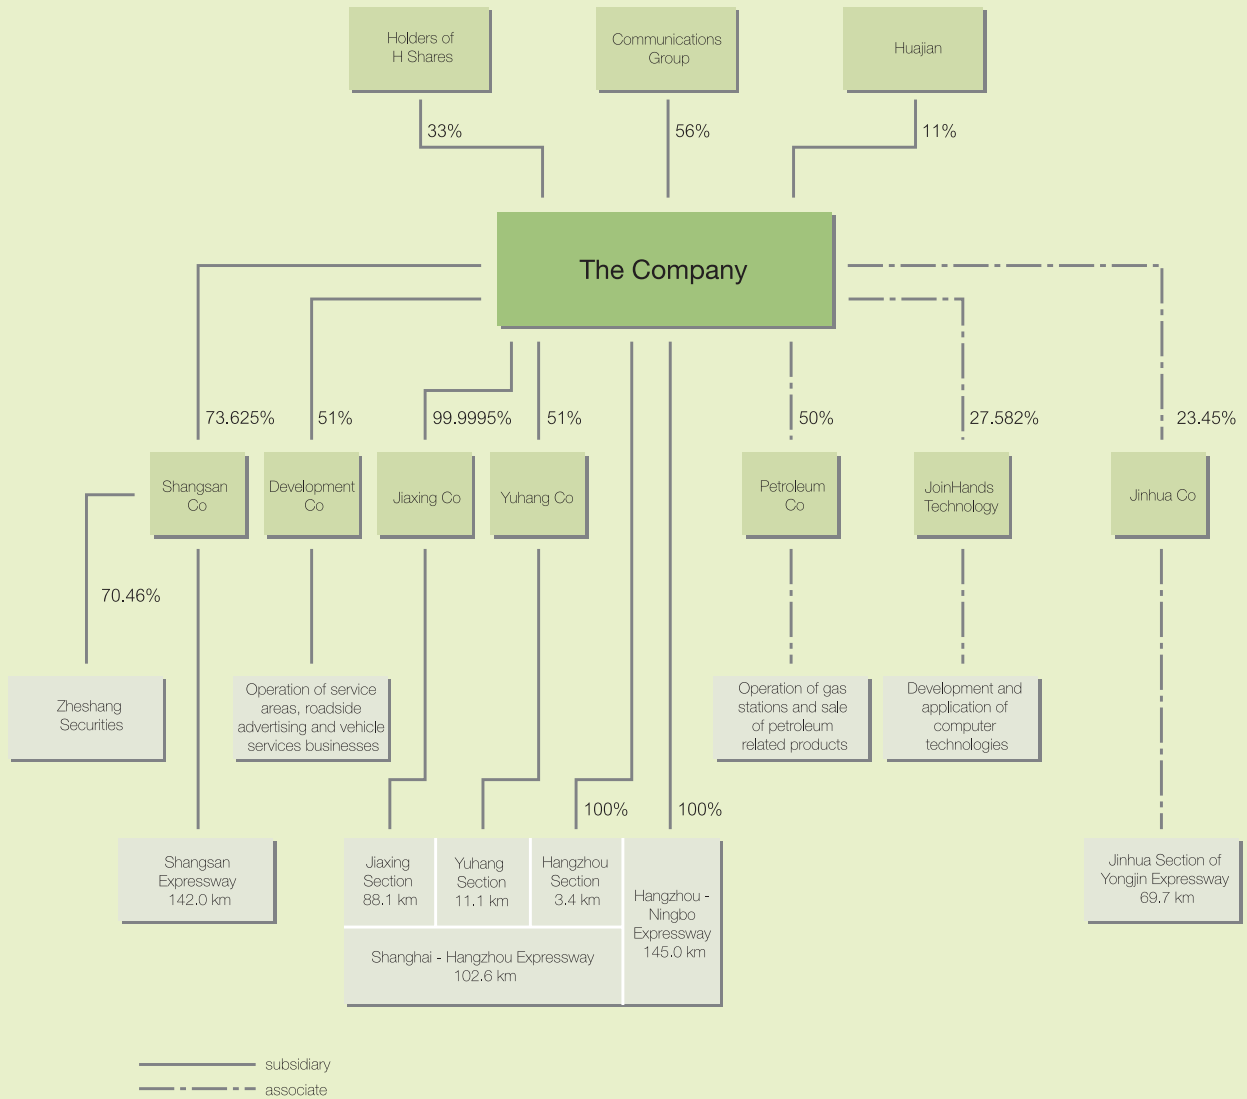 Holders of
H Shares
Communications
Group
Huajian
33%
56%
11%
The Company
73.625%
51%
99.9995%
51%
50%
27.582%
23.45%
Shangsan
Co
Development
Co
Jiaxing Co
Yuhang Co
Petroleum
Co
JoinHands
Technology
Jinhua Co
70.46%
Zheshang
Securities
Operation of service
areas, roadside
advertising and vehicle
services businesses
Operation of gas
stations and sale
of petroleum
related products
Development and
application of
computer
technologies
100%
100%
Shangsan
Expressway
142.0 km
Jiaxing
Section
88.1 km
Yuhang
Section
11.1 km
Hangzhou
Section
3.4 km
Hangzhou -
Ningbo
Expressway
145.0 km
Shanghai - Hangzhou Expressway
102.6 km
Jinhua Section of
Yongjin Expressway
69.7 km
subsidiary
associate